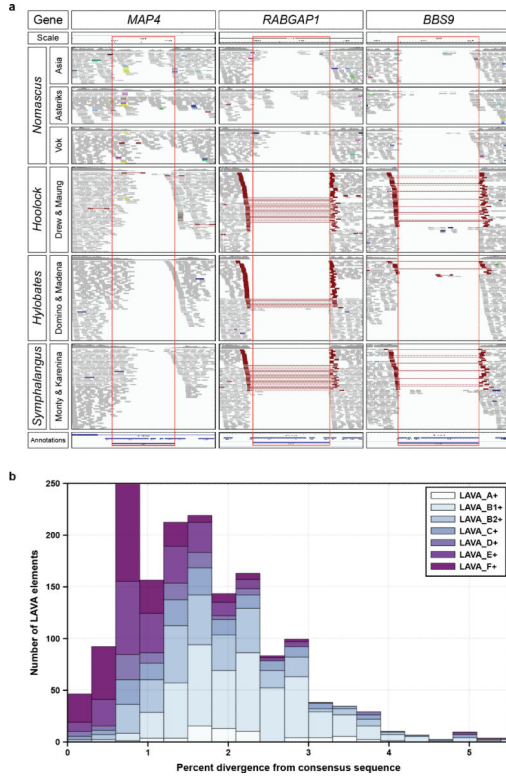 a
Gene MAP4 RABGAP1 BBS9
Scale
Nomascus
Asia
Asteriks
Vok
Hoolock
Drew & Maung
Hylobates
Domino & Madena
Symphalangus
Monty & Karenina
Annotations
b
Number of LAVA elements
250
200
150
100
50
0
0 1 2 3 4 5
Percent divergence from consensus sequence
LAVA_A+
LAVA_B1+
LAVA_B2+
LAVA_C+
LAVA_D+
LAVA_E+
LAVA_F+